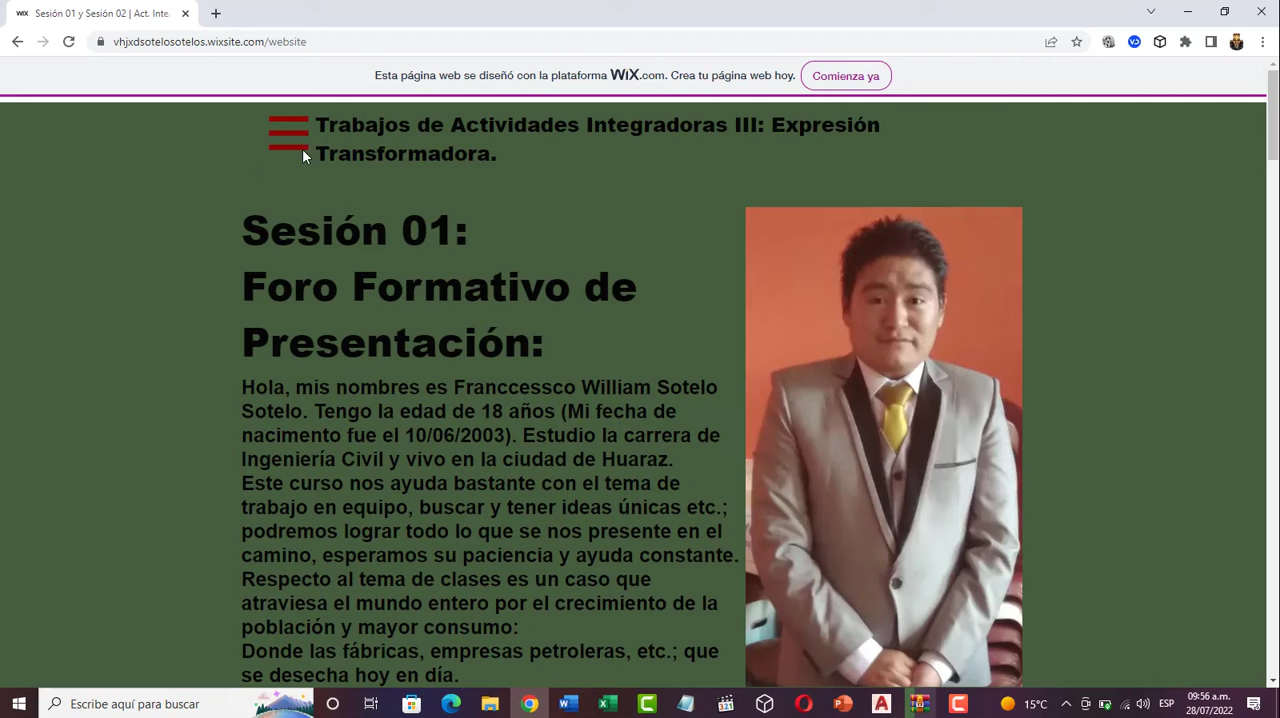 Sesión 01 y Sesión 02 | Act. Inte.
vhjxdsotelosotelos.wixsite.com/website
Esta página web se diseñó con la plataforma WiX.com. Crea tu página web hoy. Comienza ya
Trabajos de Actividades Integradoras III: Expresión
Transformadora.
Sesión 01:
Foro Formativo de
Presentación:
Hola, mis nombres es Franccessco William Sotelo
Sotelo. Tengo la edad de 18 años (Mi fecha de
nacimento fue el 10/06/2003). Estudio la carrera de
Ingeniería Civil y vivo en la ciudad de Huaraz.
Este curso nos ayuda bastante con el tema de
trabajo en equipo, buscar y tener ideas únicas etc.;
podremos lograr todo lo que se nos presente en el
camino, esperamos su paciencia y ayuda constante.
Respecto al tema de clases es un caso que
atraviesa el mundo entero por el crecimiento de la
población y mayor consumo:
Donde las fábricas, empresas petroleras, etc.; que
se desecha hoy en día.
Escribe aquí para buscar
15°C
ESP
09:56 a.m.
28/07/2022